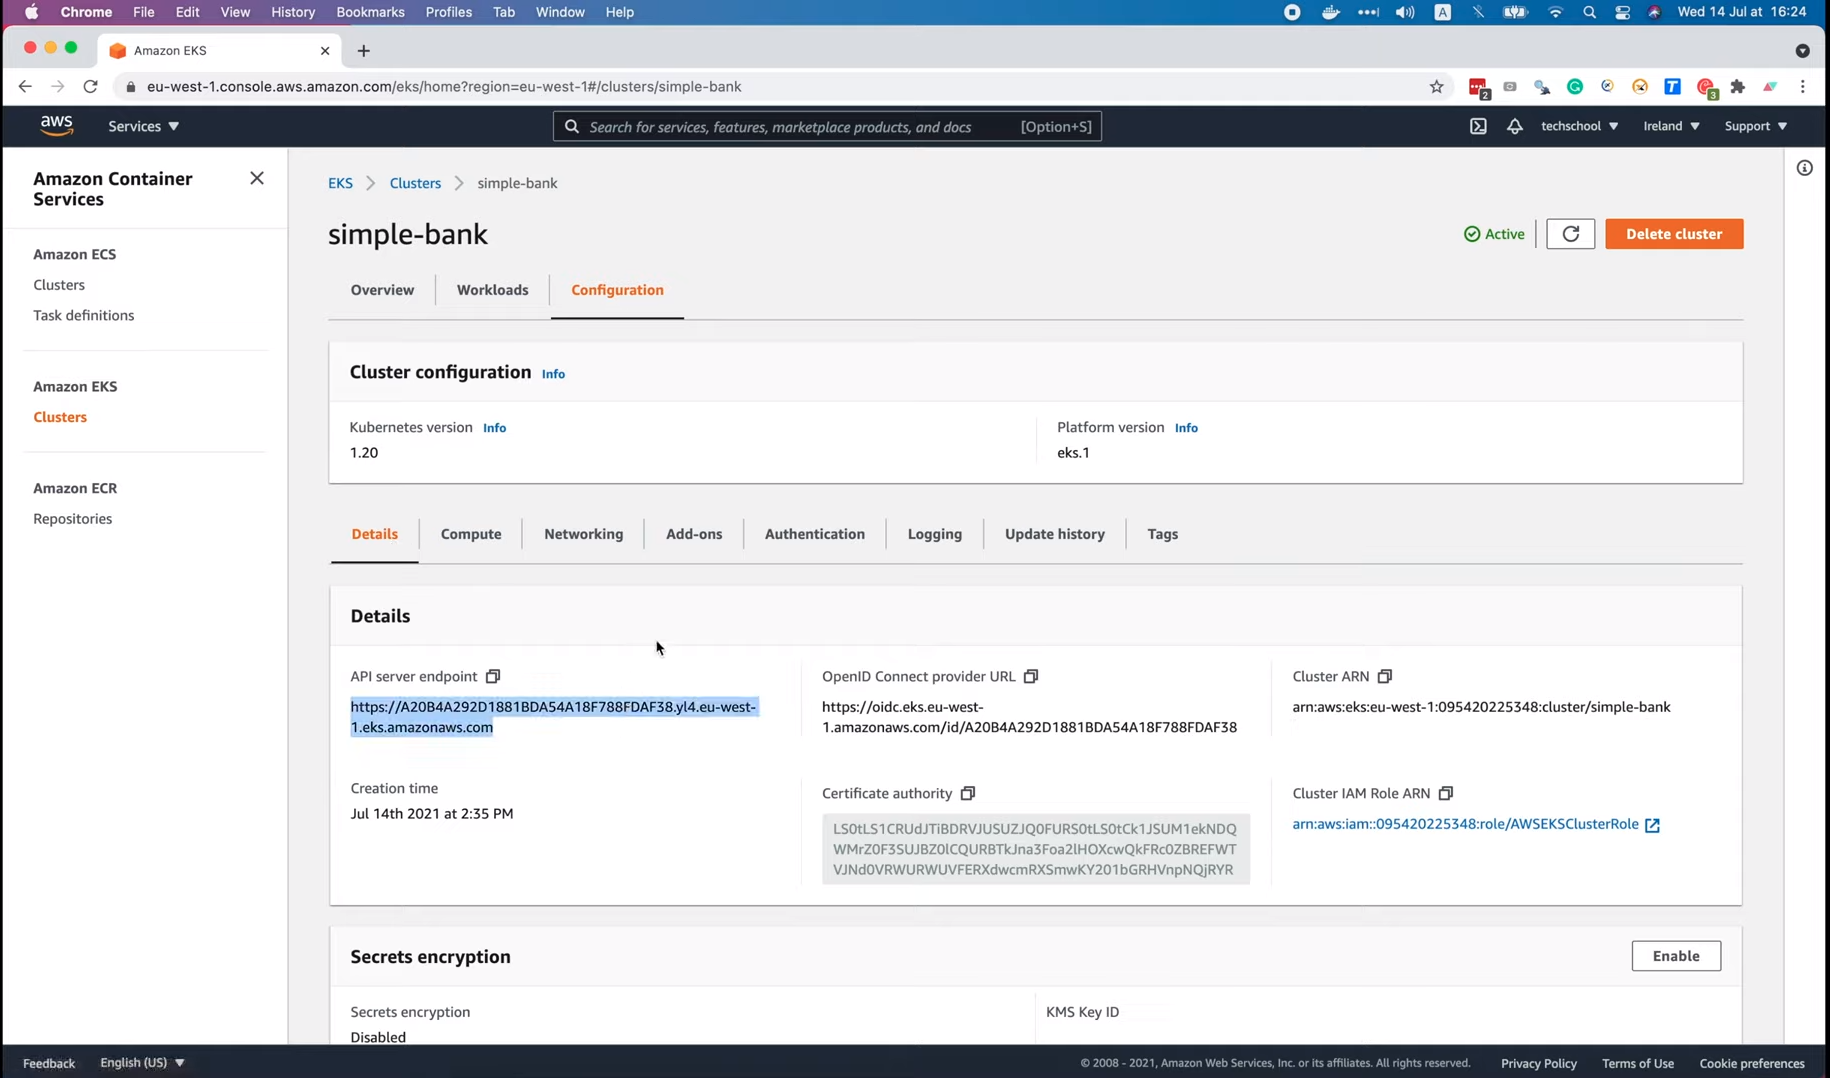 Chrome File Edit View History Bookmarks Profiles Tab Window Help A Wed 14 Jul at 16:24
Amazon EKS
eu-west-1.console.aws.amazon.com/eks/home?region=eu-west-1#/clusters/simple-bank 2 T 3
aws Services Search for services, features, marketplace products, and docs [Option+S] techschool Ireland Support
Amazon Container
Services
Amazon ECS
Clusters
Task definitions
Amazon EKS
Clusters
Amazon ECR
Repositories
EKS Clusters simple-bank
simple-bank
Active Delete cluster
Overview Workloads Configuration
Cluster configuration Info
Kubernetes version Info
1.20
Platform version Info
eks.1
Details Compute Networking Add-ons Authentication Logging Update history Tags
Details
API server endpoint
https://A20B4A292D1881BDA54A18F788FDAF38.yl4.eu-west-
1.eks.amazonaws.com
OpenID Connect provider URL
https://oidc.eks.eu-west-
1.amazonaws.com/id/A20B4A292D1881BDA54A18F788FDAF38
Cluster ARN
arn:aws:eks:eu-west-1:095420225348:cluster/simple-bank
Creation time
Jul 14th 2021 at 2:35 PM
Certificate authority
LS0tLS1CRUdJTiBDRVJUSUZJQ0FURS0tLS0tCk1JSUM1ekNDQ
WMrZ0F3SUJBZ0lCQURBTkJna3Foa2lHOXcwQkFRc0ZBREFWT
VJNd0VRWURWUVFERXdwcmRXSmwKY201bGRHVnpNQjRYR
Cluster IAM Role ARN
arn:aws:iam::095420225348:role/AWSEKSClusterRole
Secrets encryption
Enable
Secrets encryption
Disabled
KMS Key ID
Feedback English (US) © 2008 - 2021, Amazon Web Services, Inc. or its affiliates. All rights reserved. Privacy Policy Terms of Use Cookie preferences